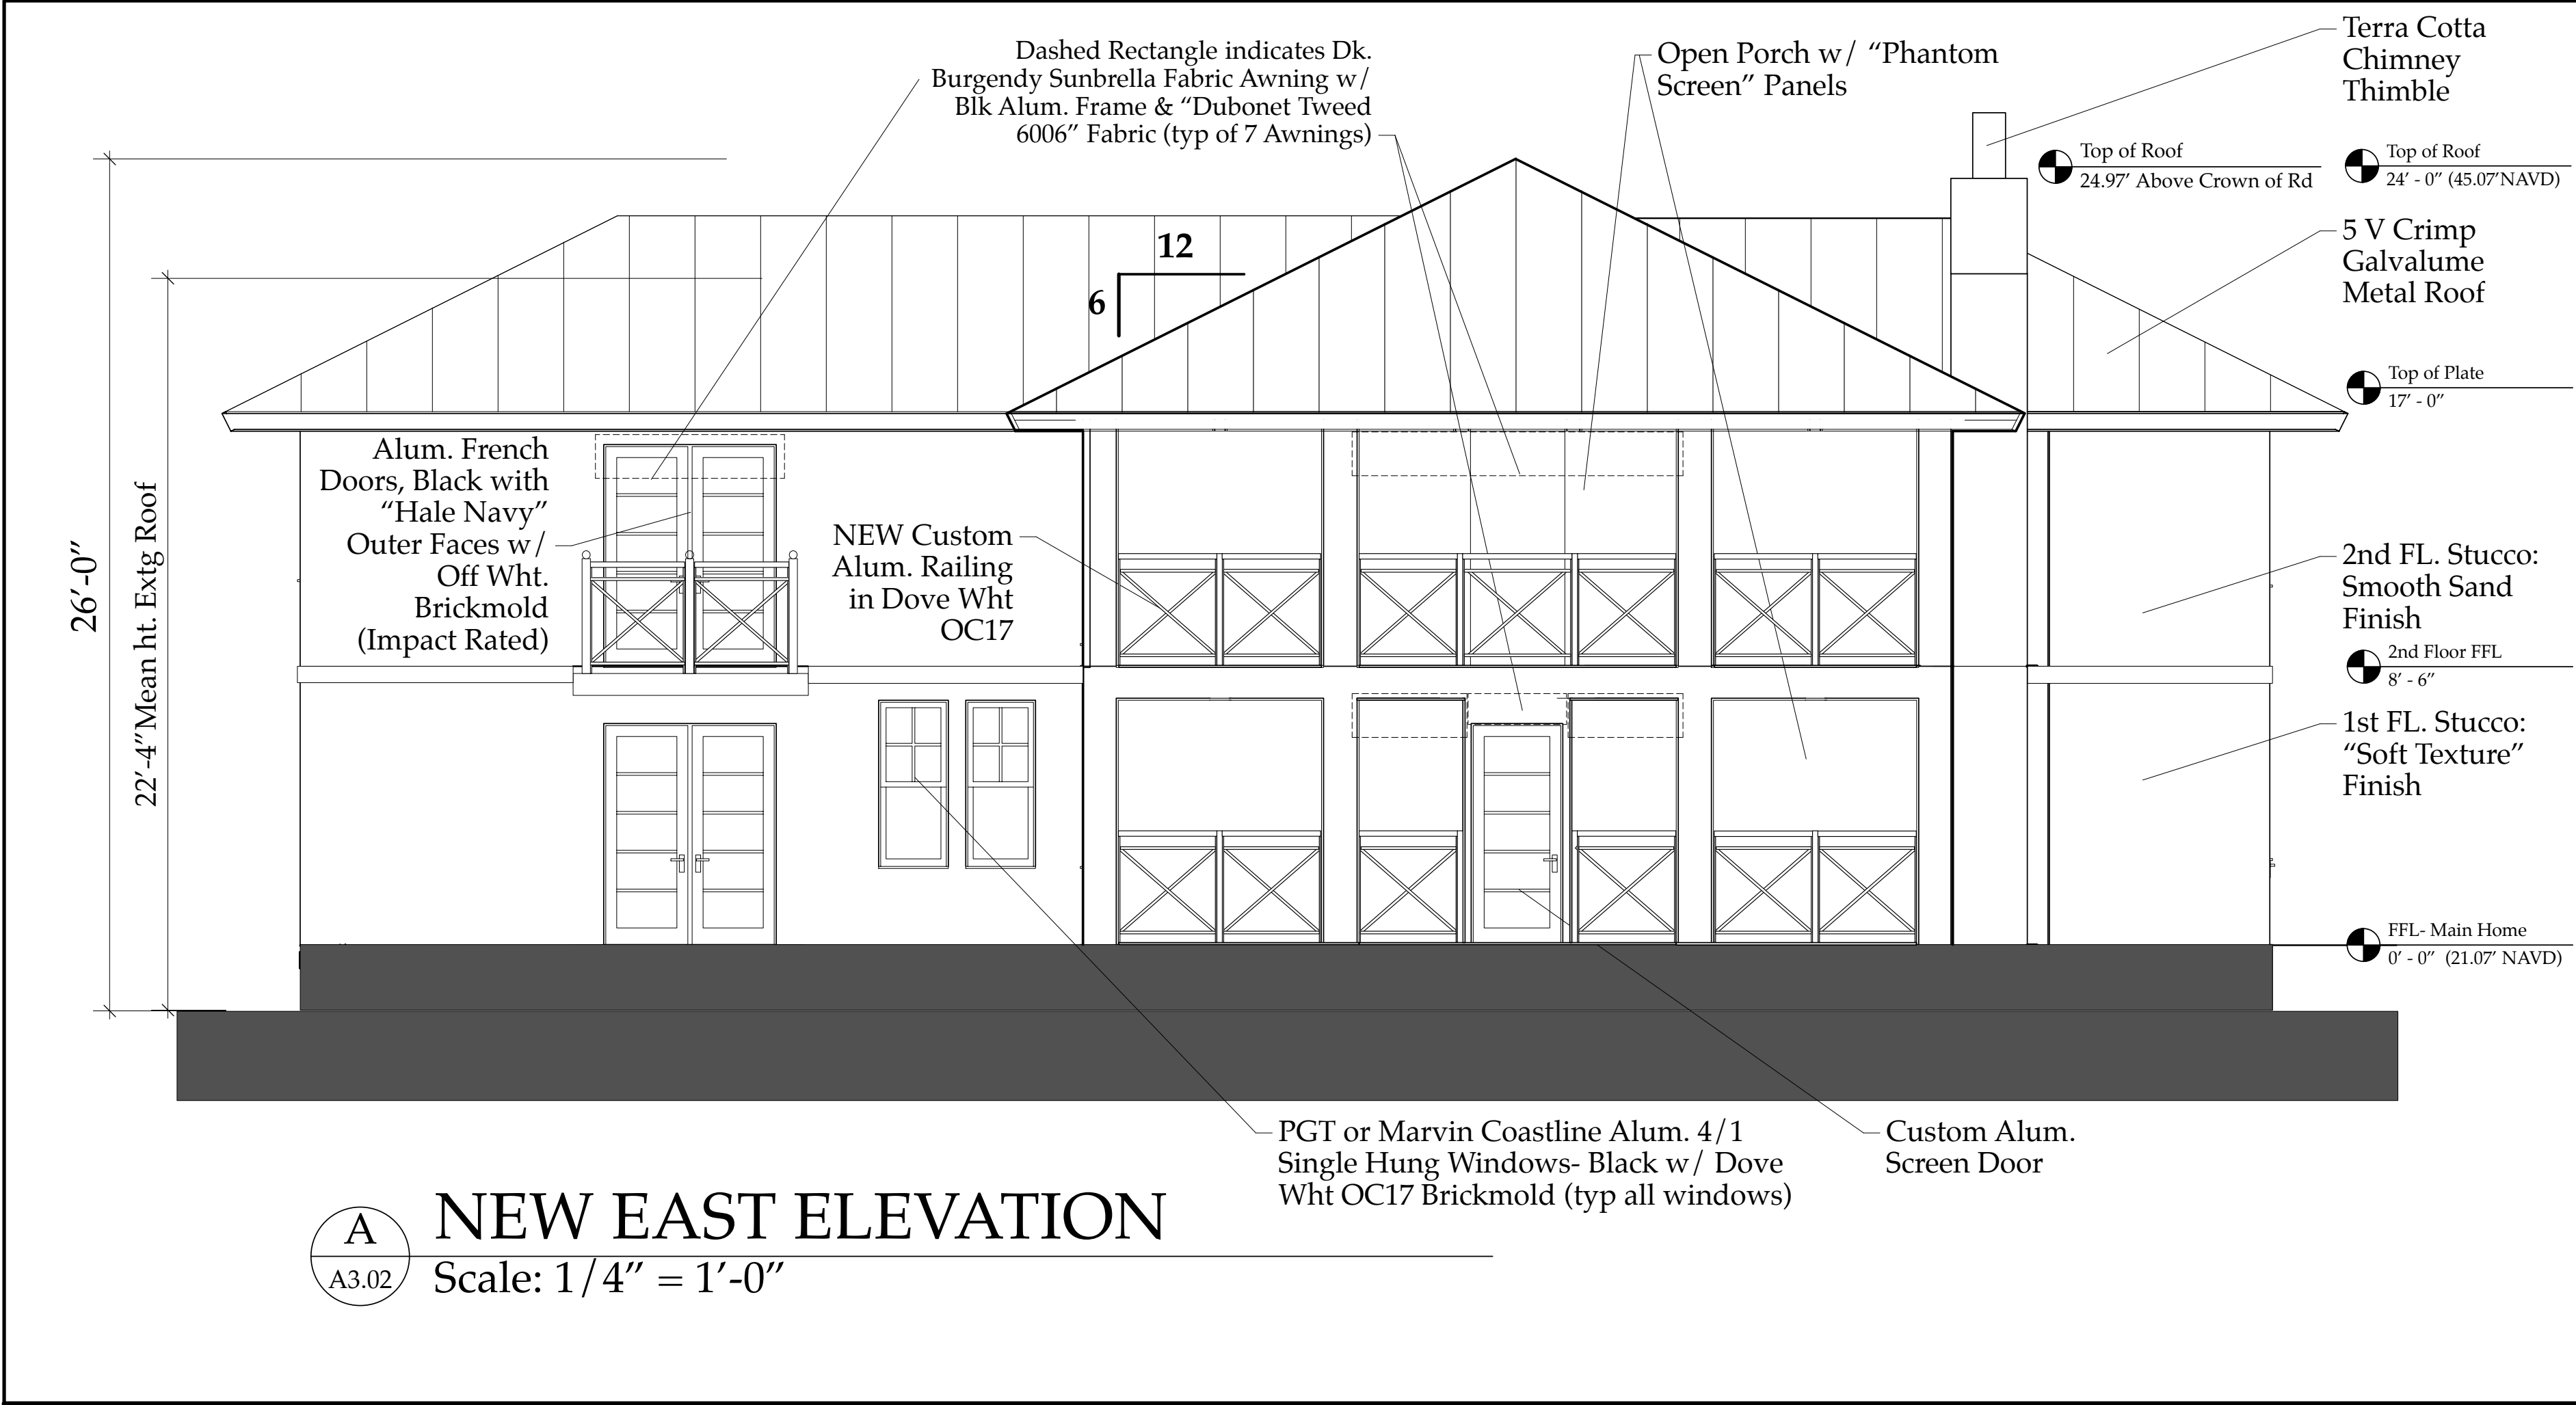 Dashed Rectangle indicates Dk.
Burgendy Sunbrella Fabric Awning w/
Blk Alum. Frame & “Dubonet Tweed
6006” Fabric (typ of 7 Awnings)
Open Porch w/ “Phantom
Screen” Panels
Terra Cotta
Chimney
Thimble
Top of Roof
24.97’ Above Crown of Rd
Top of Roof
24’ - 0” (45.07’NAVD)
5 V Crimp
Galvalume
Metal Roof
12
6
Top of Plate
17’ - 0”
26’-0”
22’-4”Mean ht. Extg Roof
Alum. French
Doors, Black with
“Hale Navy”
Outer Faces w/
Off Wht.
Brickmold
(Impact Rated)
NEW Custom
Alum. Railing
in Dove Wht
OC17
2nd FL. Stucco:
Smooth Sand
Finish
2nd Floor FFL
8’ - 6”
1st FL. Stucco:
“Soft Texture”
Finish
FFL- Main Home
0’ - 0” (21.07’ NAVD)
PGT or Marvin Coastline Alum. 4/1
Single Hung Windows- Black w/ Dove
Wht OC17 Brickmold (typ all windows)
Custom Alum.
Screen Door
A
A3.02
NEW EAST ELEVATION
Scale: 1/4” = 1’-0”